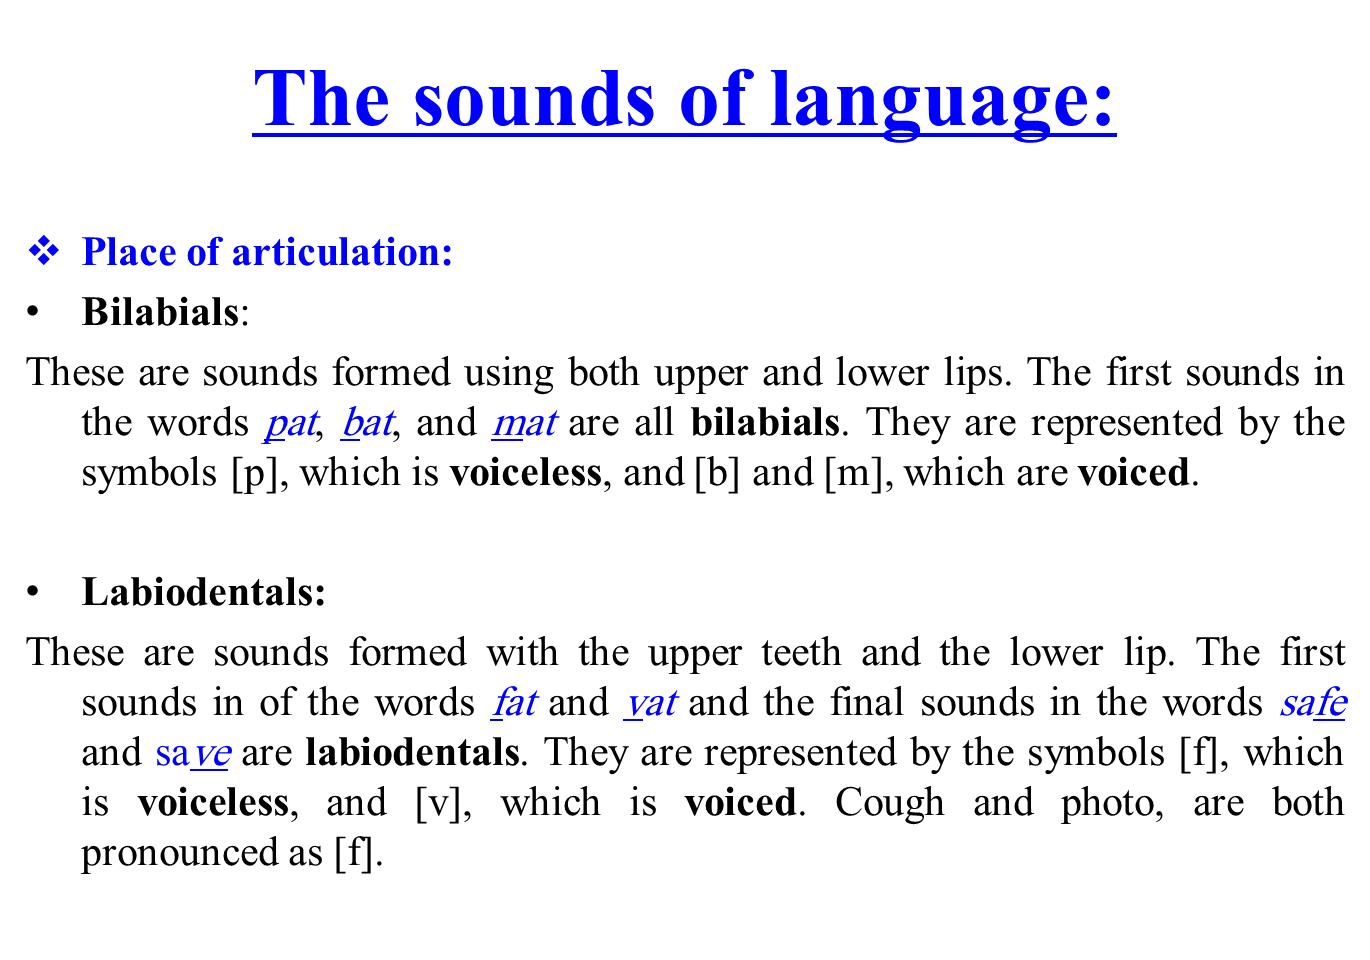 The sounds of language:
❖ Place of articulation:
• Bilabials:
These are sounds formed using both upper and lower lips. The first sounds in
the words pat, bat, and mat are all bilabials. They are represented by the
symbols [p], which is voiceless, and [b] and [m], which are voiced.
• Labiodentals:
These are sounds formed with the upper teeth and the lower lip. The first
sounds in of the words fat and vat and the final sounds in the words safe
and save are labiodentals. They are represented by the symbols [f], which
is voiceless, and [v], which is voiced. Cough and photo, are both
pronounced as [f].